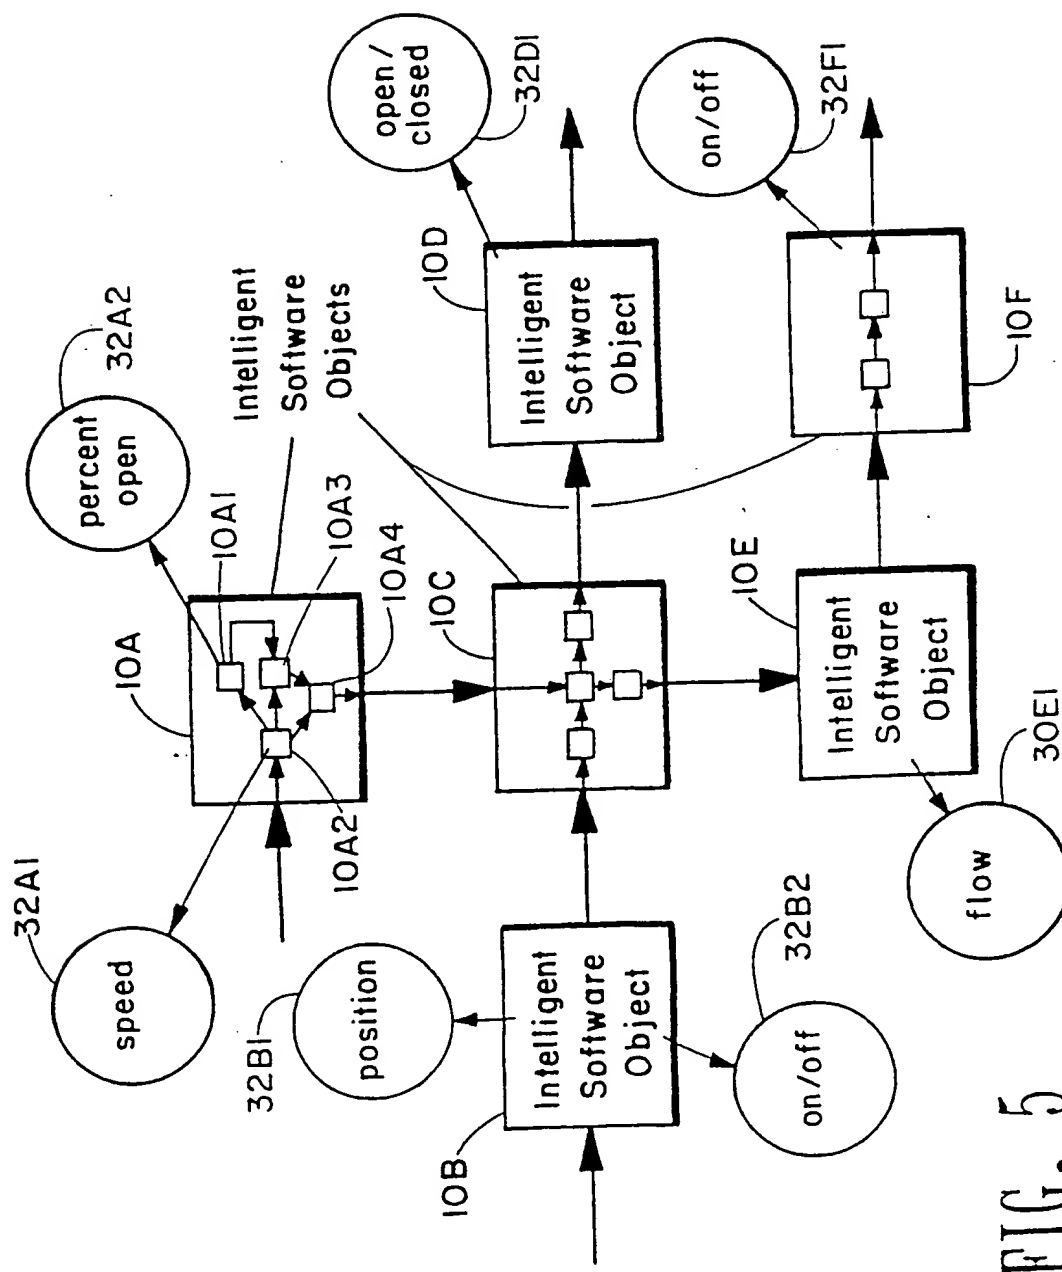 speed
32A1
percent
open
32A2
10A
10A1
10A2
10A3
10A4
Intelligent
Software
Objects
position
32B1
10B
Intelligent
Software
Object
on/off
32B2
10C
10D
Intelligent
Software
Object
open/
closed
32D1
10E
Intelligent
Software
Object
flow
30E1
10F
on/off
32F1
FIG. 5